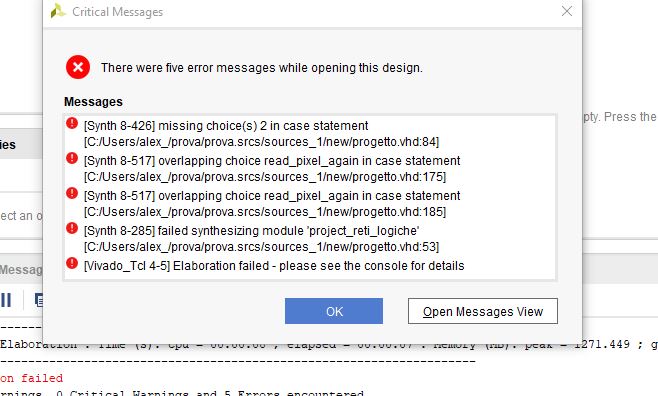 Critical Messages
There were five error messages while opening this design.
Messages
[Synth 8-426] missing choice(s) 2 in case statement
[C:/Users/alex_/prova/prova.srcs/sources_1/new/progetto.vhd:84]
[Synth 8-517] overlapping choice read_pixel_again in case statement
[C:/Users/alex_/prova/prova.srcs/sources_1/new/progetto.vhd:175]
[Synth 8-517] overlapping choice read_pixel_again in case statement
[C:/Users/alex_/prova/prova.srcs/sources_1/new/progetto.vhd:185]
[Synth 8-285] failed synthesizing module 'project_reti_logiche'
[C:/Users/alex_/prova/prova.srcs/sources_1/new/progetto.vhd:53]
[Vivado_Tcl 4-5] Elaboration failed - please see the console for details
OK
Open Messages View
pty. Press the
ies
ect an o
Messag
Elaboration : Time (s): cpu = 00:00:06 ; elapsed = 00:00:07 . Memory (MB): peak = 1271.449 ; g
on failed
rnings, 0 Critical Warnings and 5 Errors encountered